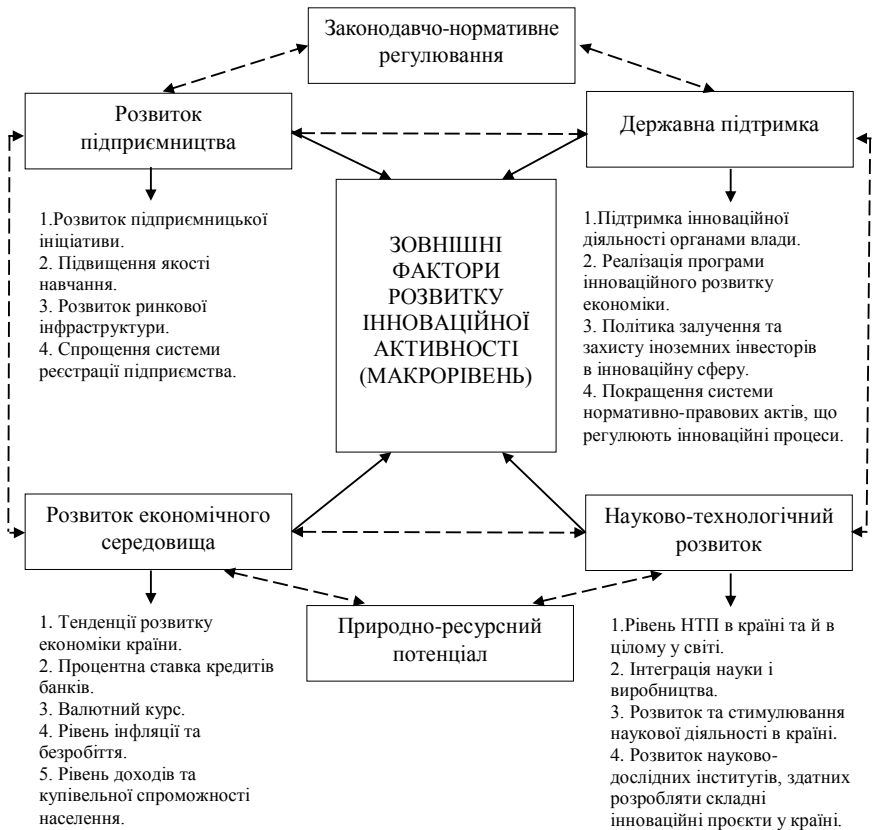 Законодавчо-нормативне
регулювання
Розвиток
підприємництва
Державна підтримка
1.Розвиток підприємницької
ініціативи.
2. Підвищення якості
навчання.
3. Розвиток ринкової
інфраструктури.
4. Спрощення системи
реєстрації підприємства.
ЗОВНІШНІ
ФАКТОРИ
РОЗВИТКУ
ІННОВАЦІЙНОЇ
АКТИВНОСТІ
(МАКРОРІВЕНЬ)
1.Підтримка інноваційної
діяльності органами влади.
2. Реалізація програми
інноваційного розвитку
економіки.
3. Політика залучення та
захисту іноземних інвесторів
в інноваційну сферу.
4. Покращення системи
нормативно-правових актів, що
регулюють інноваційні процеси.
Розвиток економічного
середовища
Науково-технологічний
розвиток
Природно-ресурсний
потенціал
1. Тенденції розвитку
економіки країни.
2. Процентна ставка кредитів
банків.
3. Валютний курс.
4. Рівень інфляції та
безробіття.
5. Рівень доходів та
купівельної спроможності
населення.
1.Рівень НТП в країні та й в
цілому у світі.
2. Інтеграція науки і
виробництва.
3. Розвиток та стимулювання
наукової діяльності в країні.
4. Розвиток науково-
дослідних інститутів, здатних
розробляти складні
інноваційні проєкти у країні.